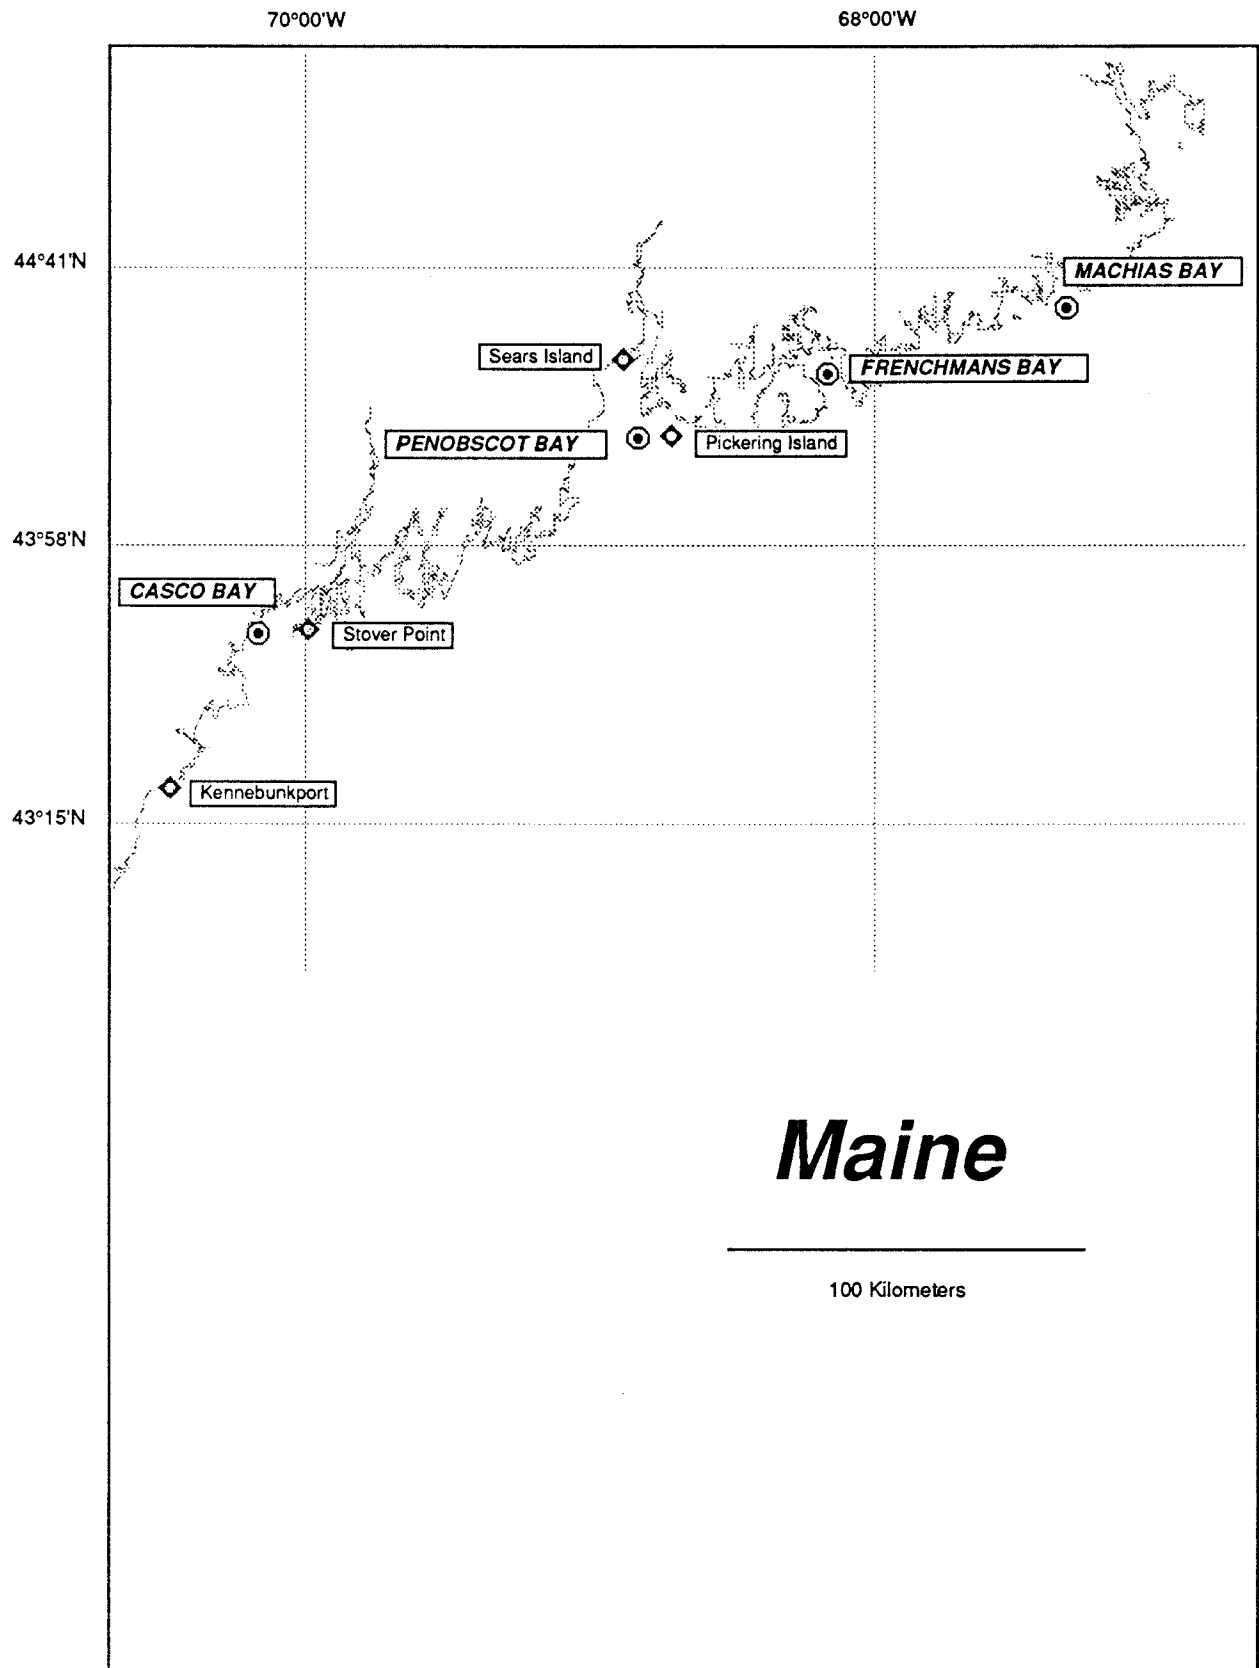 70°00'W
68°00'W
44°41'N
MACHIAS BAY
Sears Island
FRENCHMANS BAY
PENOBSCOT BAY
Pickering Island
43°58'N
CASCO BAY
Stover Point
Kennebunkport
43°15'N
Maine
100 Kilometers